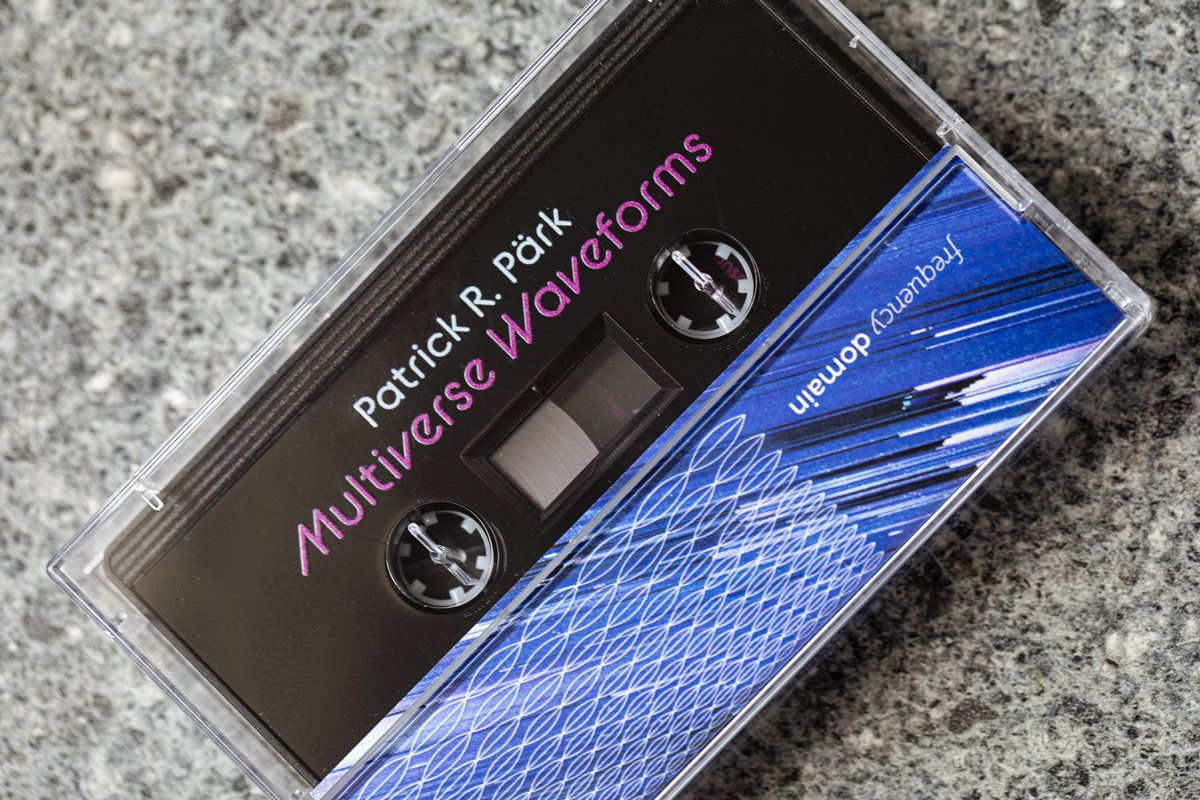 Patrick R. Pärk
Multiverse Waveforms
frequency domain